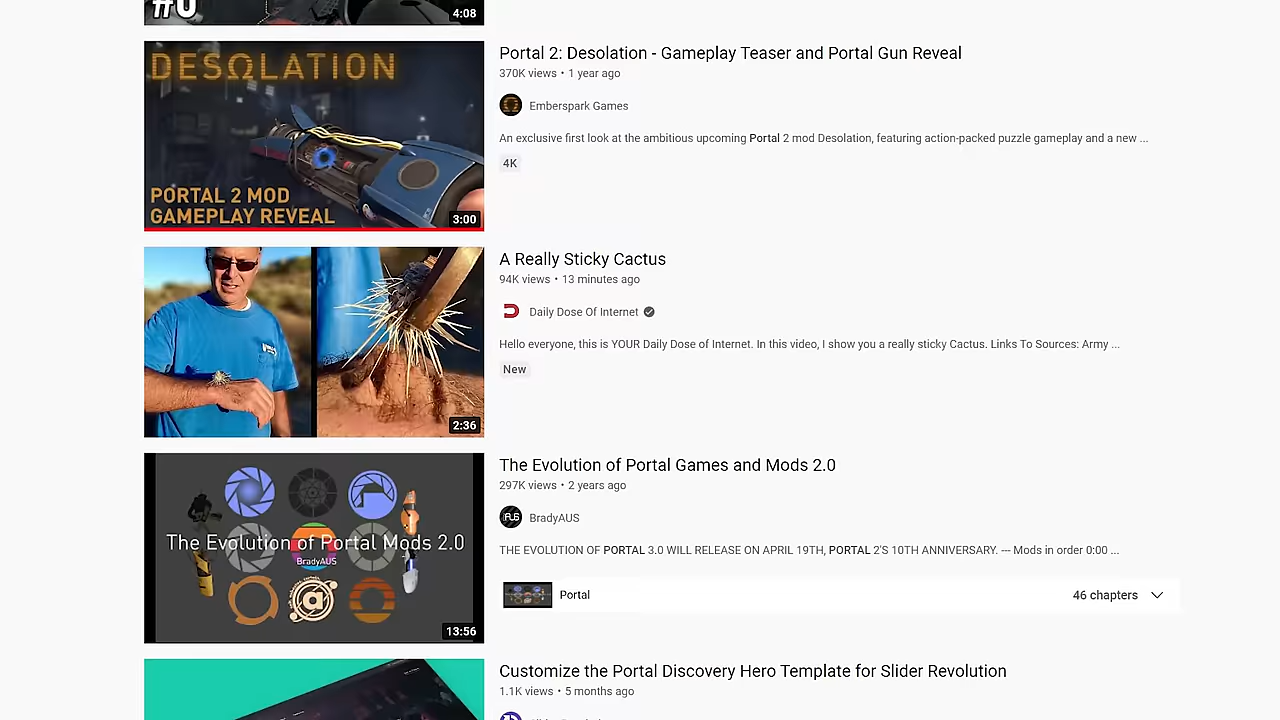 #0
4:08
DESΩLATION
PORTAL 2 MOD
GAMEPLAY REVEAL
3:00
Portal 2: Desolation - Gameplay Teaser and Portal Gun Reveal
370K views • 1 year ago
Emberspark Games
An exclusive first look at the ambitious upcoming Portal 2 mod Desolation, featuring action-packed puzzle gameplay and a new ...
4K
2:36
A Really Sticky Cactus
94K views • 13 minutes ago
Daily Dose Of Internet
Hello everyone, this is YOUR Daily Dose of Internet. In this video, I show you a really sticky Cactus. Links To Sources: Army ...
New
The Evolution of Portal Mods 2.0
BradyAUS
13:56
The Evolution of Portal Games and Mods 2.0
297K views • 2 years ago
BradyAUS
THE EVOLUTION OF PORTAL 3.0 WILL RELEASE ON APRIL 19TH, PORTAL 2'S 10TH ANNIVERSARY. --- Mods in order 0:00 ...
Portal
46 chapters
Customize the Portal Discovery Hero Template for Slider Revolution
1.1K views • 5 months ago